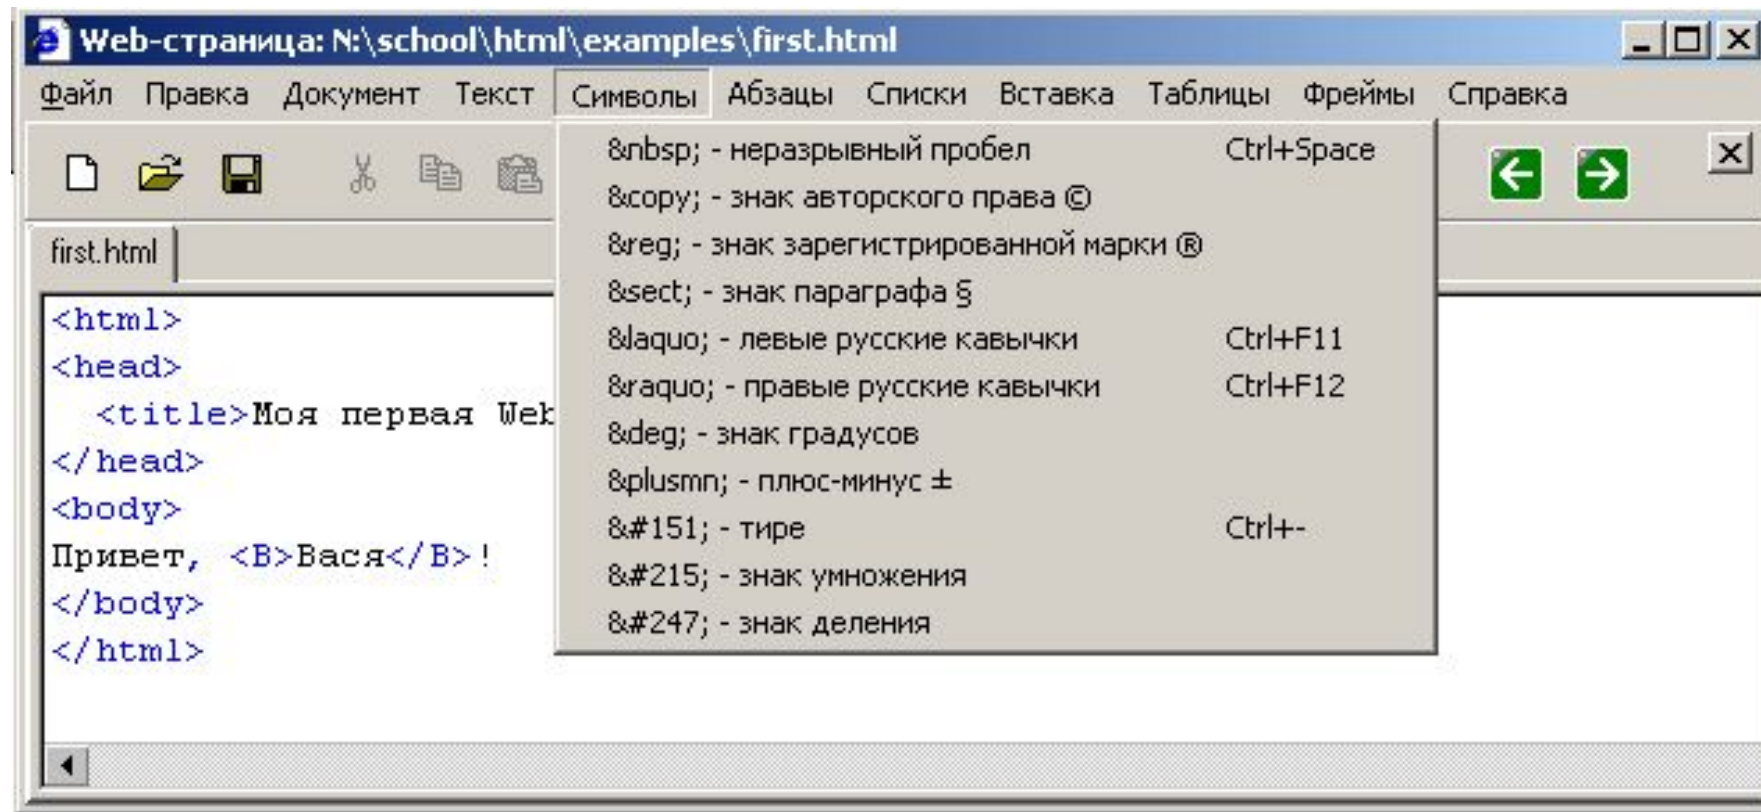 Web-страница: N:\school\html\examples\first.html
Файл Правка Документ Текст Символы Абзацы Списки Вставка Таблицы Фреймы Справка
&nbsp; - неразрывный пробел Ctrl+Space
&copy; - знак авторского права ©
&reg; - знак зарегистрированной марки ®
&sect; - знак параграфа §
&laquo; - левые русские кавычки Ctrl+F11
&raquo; - правые русские кавычки Ctrl+F12
&deg; - знак градусов
&plusmn; - плюс-минус ±
&#151; - тире Ctrl+-
&#215; - знак умножения
&#247; - знак деления
first.html
<html>
<head>
<title>Моя первая Web
</head>
<body>
Привет, <B>Вася</B>!
</body>
</html>